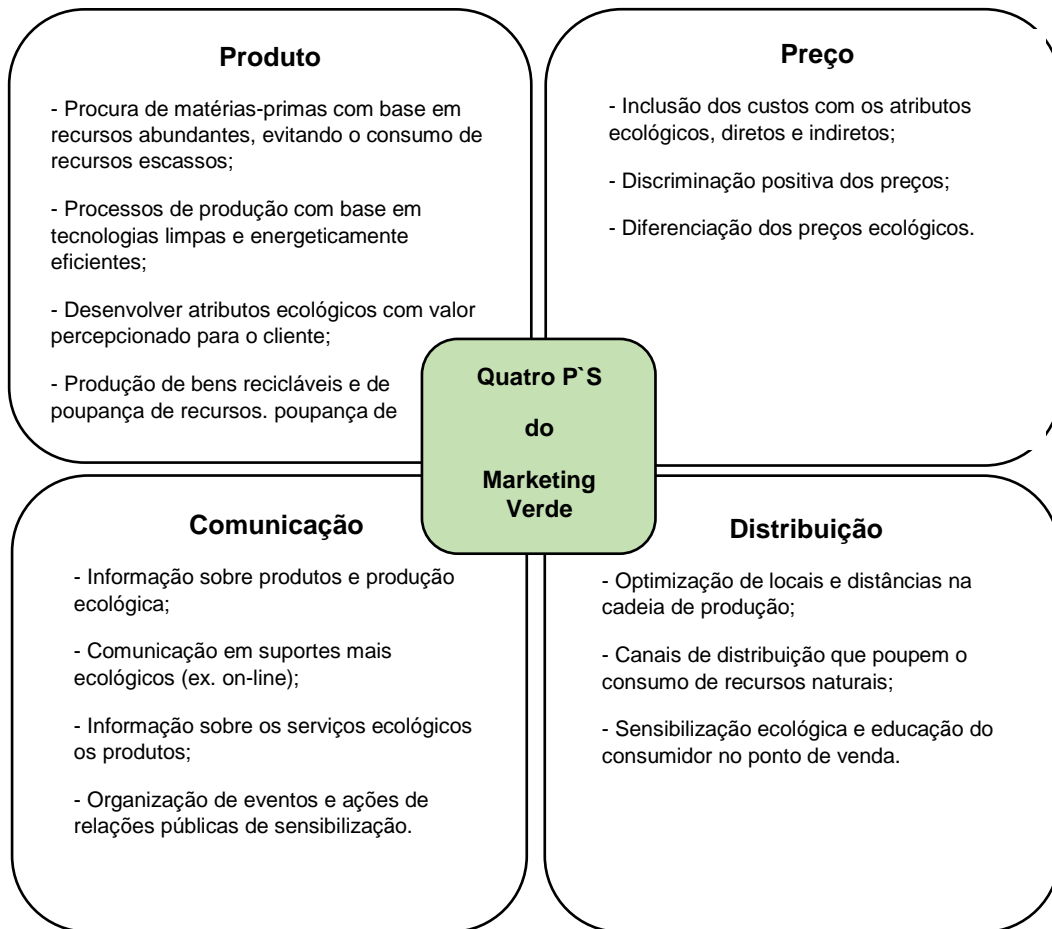 Produto
- Procura de matérias-primas com base em
recursos abundantes, evitando o consumo de
recursos escassos;
- Processos de produção com base em
tecnologias limpas e energeticamente
eficientes;
- Desenvolver atributos ecológicos com valor
percepcionado para o cliente;
- Produção de bens recicláveis e de
poupança de recursos. poupança de
Preço
- Inclusão dos custos com os atributos
ecológicos, diretos e indiretos;
- Discriminação positiva dos preços;
- Diferenciação dos preços ecológicos.
Quatro P`S
do
Marketing
Verde
Comunicação
- Informação sobre produtos e produção
ecológica;
- Comunicação em suportes mais
ecológicos (ex. on-line);
- Informação sobre os serviços ecológicos
os produtos;
- Organização de eventos e ações de
relações públicas de sensibilização.
Distribuição
- Optimização de locais e distâncias na
cadeia de produção;
- Canais de distribuição que poupem o
consumo de recursos naturais;
- Sensibilização ecológica e educação do
consumidor no ponto de venda.